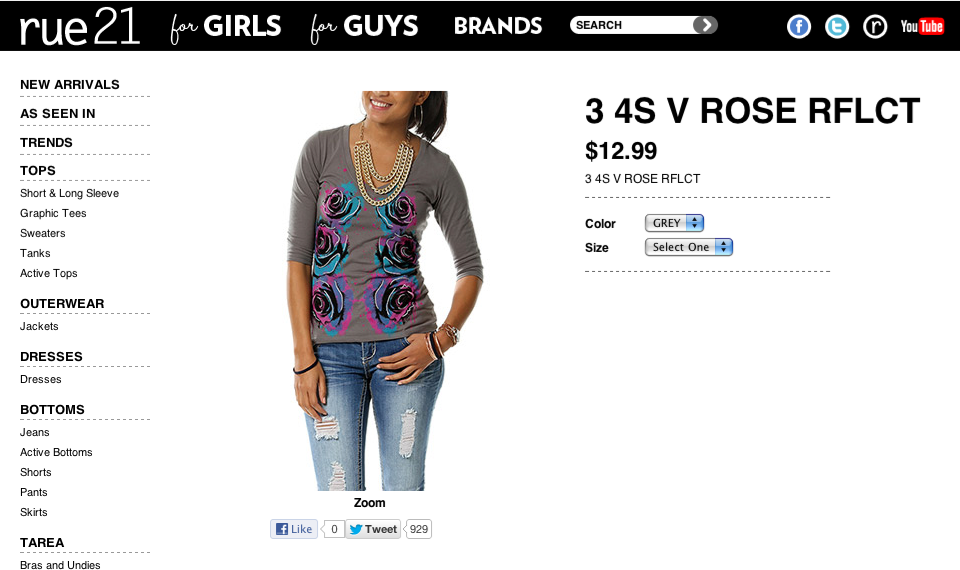 rue21
for GIRLS
for GUYS
BRANDS
SEARCH
f
t
r
YouTube
NEW ARRIVALS
AS SEEN IN
TRENDS
TOPS
Short & Long Sleeve
Graphic Tees
Sweaters
Tanks
Active Tops
OUTERWEAR
Jackets
DRESSES
Dresses
BOTTOMS
Jeans
Active Bottoms
Shorts
Pants
Skirts
TAREA
Bras and Undies
Zoom
f Like 0 Tweet 929
3 4S V ROSE RFLCT
$12.99
3 4S V ROSE RFLCT
Color GREY
Size Select One